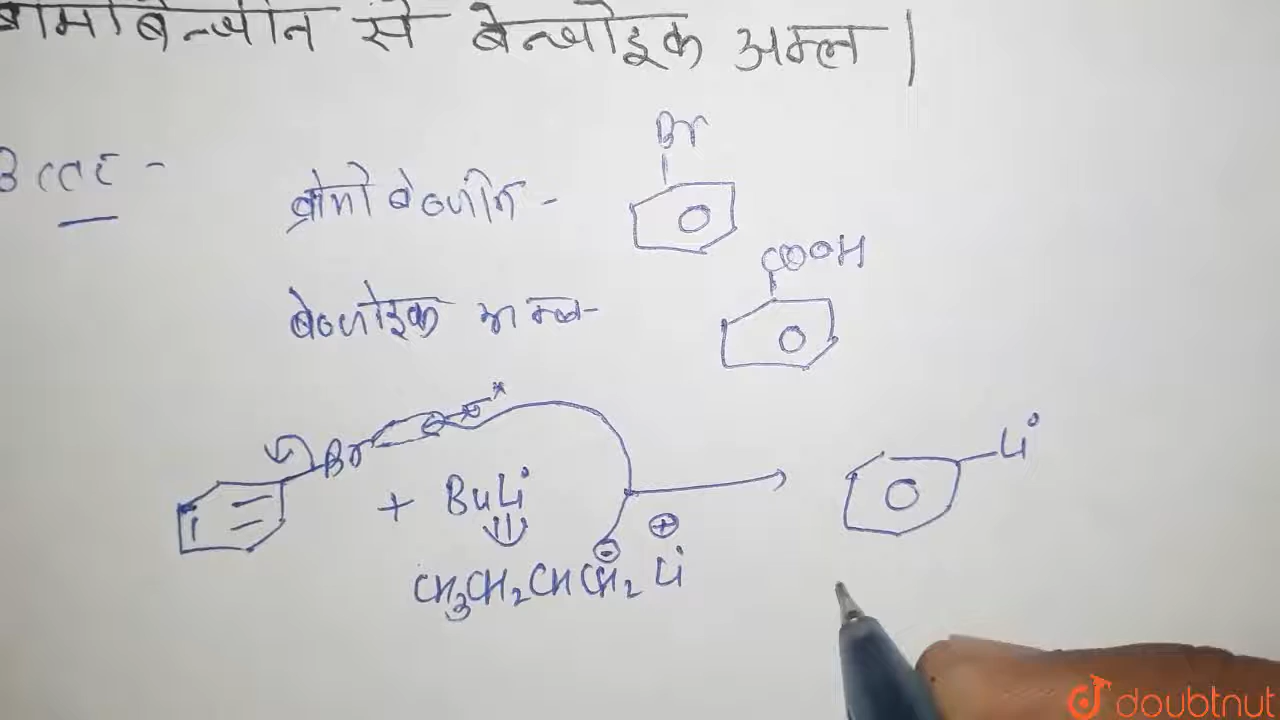 से बेन्जोइक अम्ल |
Br
ब्रोमो बेन्जीन -
COOH
बेन्जोइक अम्ल -
Br
+ BuLi
Li
⊕
⊖
CH3CH2CHCH2 Li
doubtnut